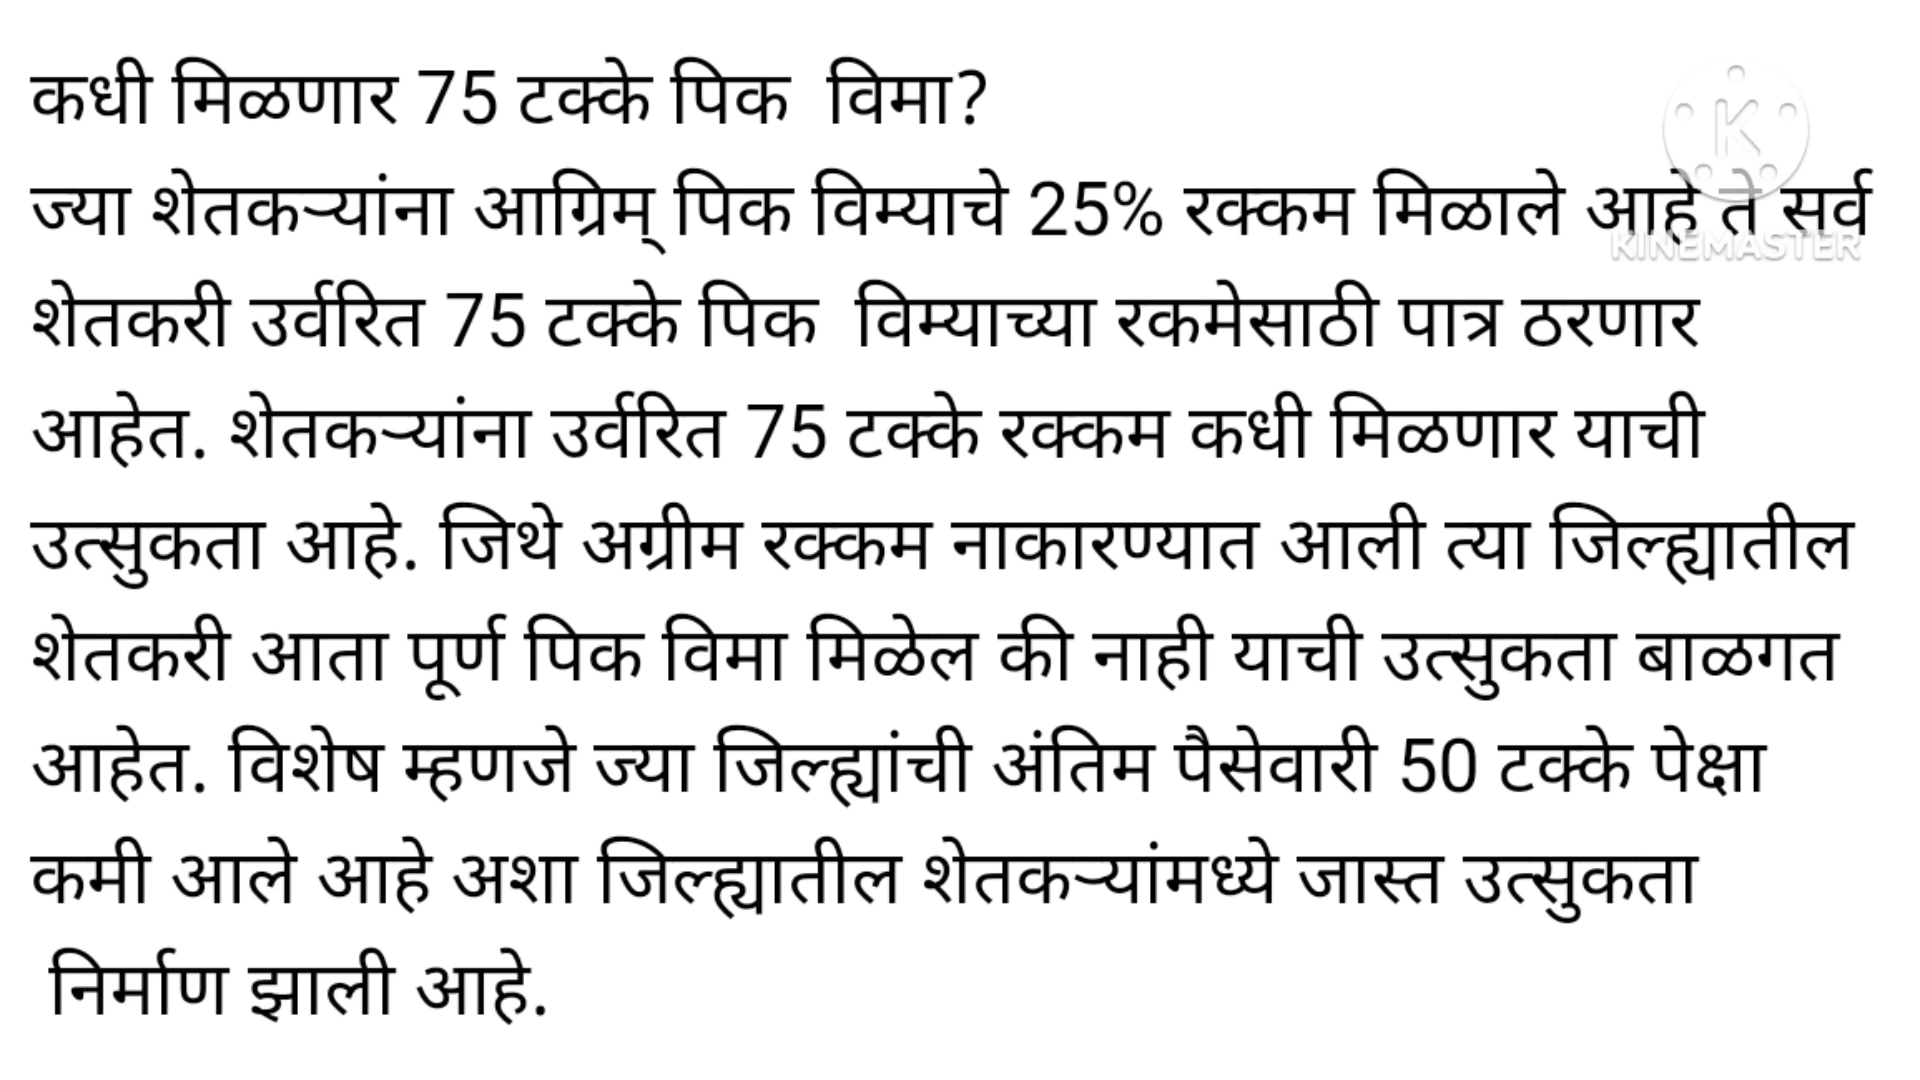 कधी मिळणार 75 टक्के पिक  विमा?
ज्या शेतकऱ्यांना आग्रिम् पिक विम्याचे 25% रक्कम मिळाले आहे ते सर्व
शेतकरी उर्वरित 75 टक्के पिक  विम्याच्या रकमेसाठी पात्र ठरणार
आहेत. शेतकऱ्यांना उर्वरित 75 टक्के रक्कम कधी मिळणार याची
उत्सुकता आहे. जिथे अग्रीम रक्कम नाकारण्यात आली त्या जिल्ह्यातील
शेतकरी आता पूर्ण पिक विमा मिळेल की नाही याची उत्सुकता बाळगत
आहेत. विशेष म्हणजे ज्या जिल्ह्यांची अंतिम पैसेवारी 50 टक्के पेक्षा
कमी आले आहे अशा जिल्ह्यातील शेतकऱ्यांमध्ये जास्त उत्सुकता
निर्माण झाली आहे.
K
KINEMASTER